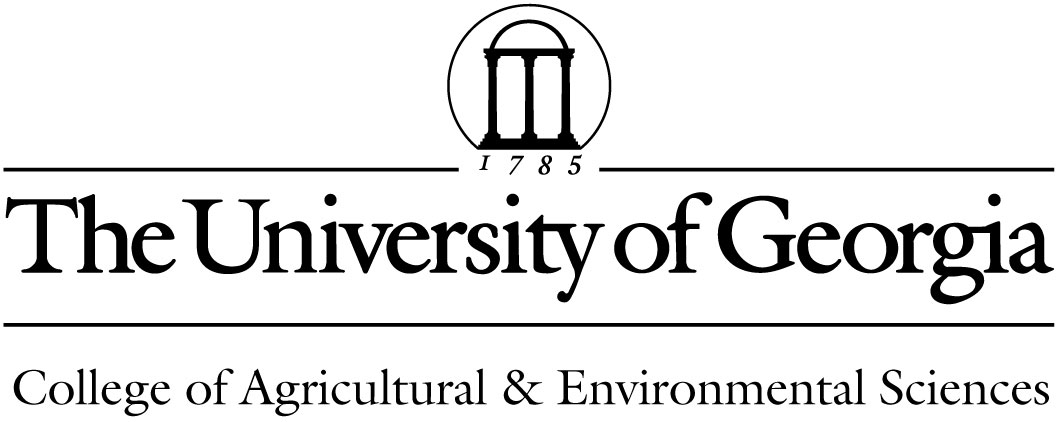 1785
The University of Georgia
College of Agricultural & Environmental Sciences